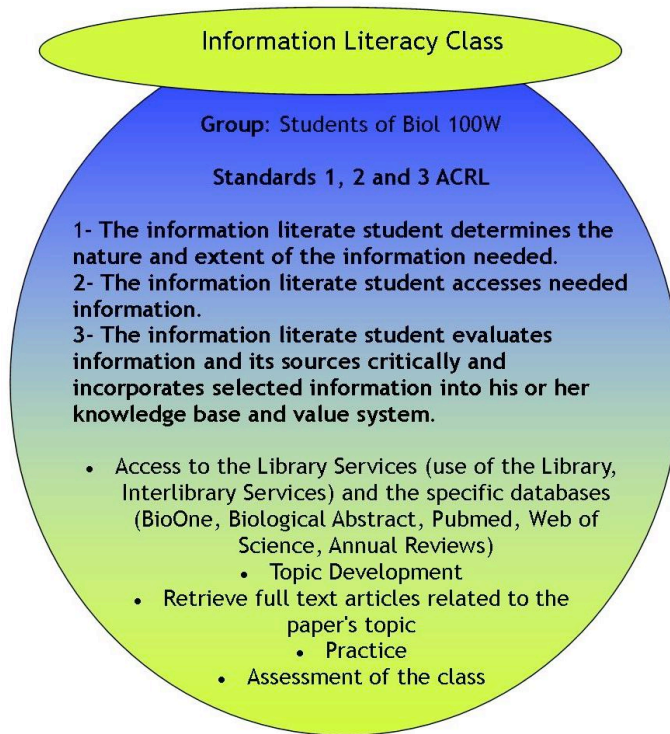 Information Literacy Class
Group: Students of Biol 100W
Standards 1, 2 and 3 ACRL
1- The information literate student determines the
nature and extent of the information needed.
2- The information literate student accesses needed
information.
3- The information literate student evaluates
information and its sources critically and
incorporates selected information into his or her
knowledge base and value system.
• Access to the Library Services (use of the Library,
Interlibrary Services) and the specific databases
(BioOne, Biological Abstract, Pubmed, Web of
Science, Annual Reviews)
• Topic Development
• Retrieve full text articles related to the
paper's topic
• Practice
• Assessment of the class